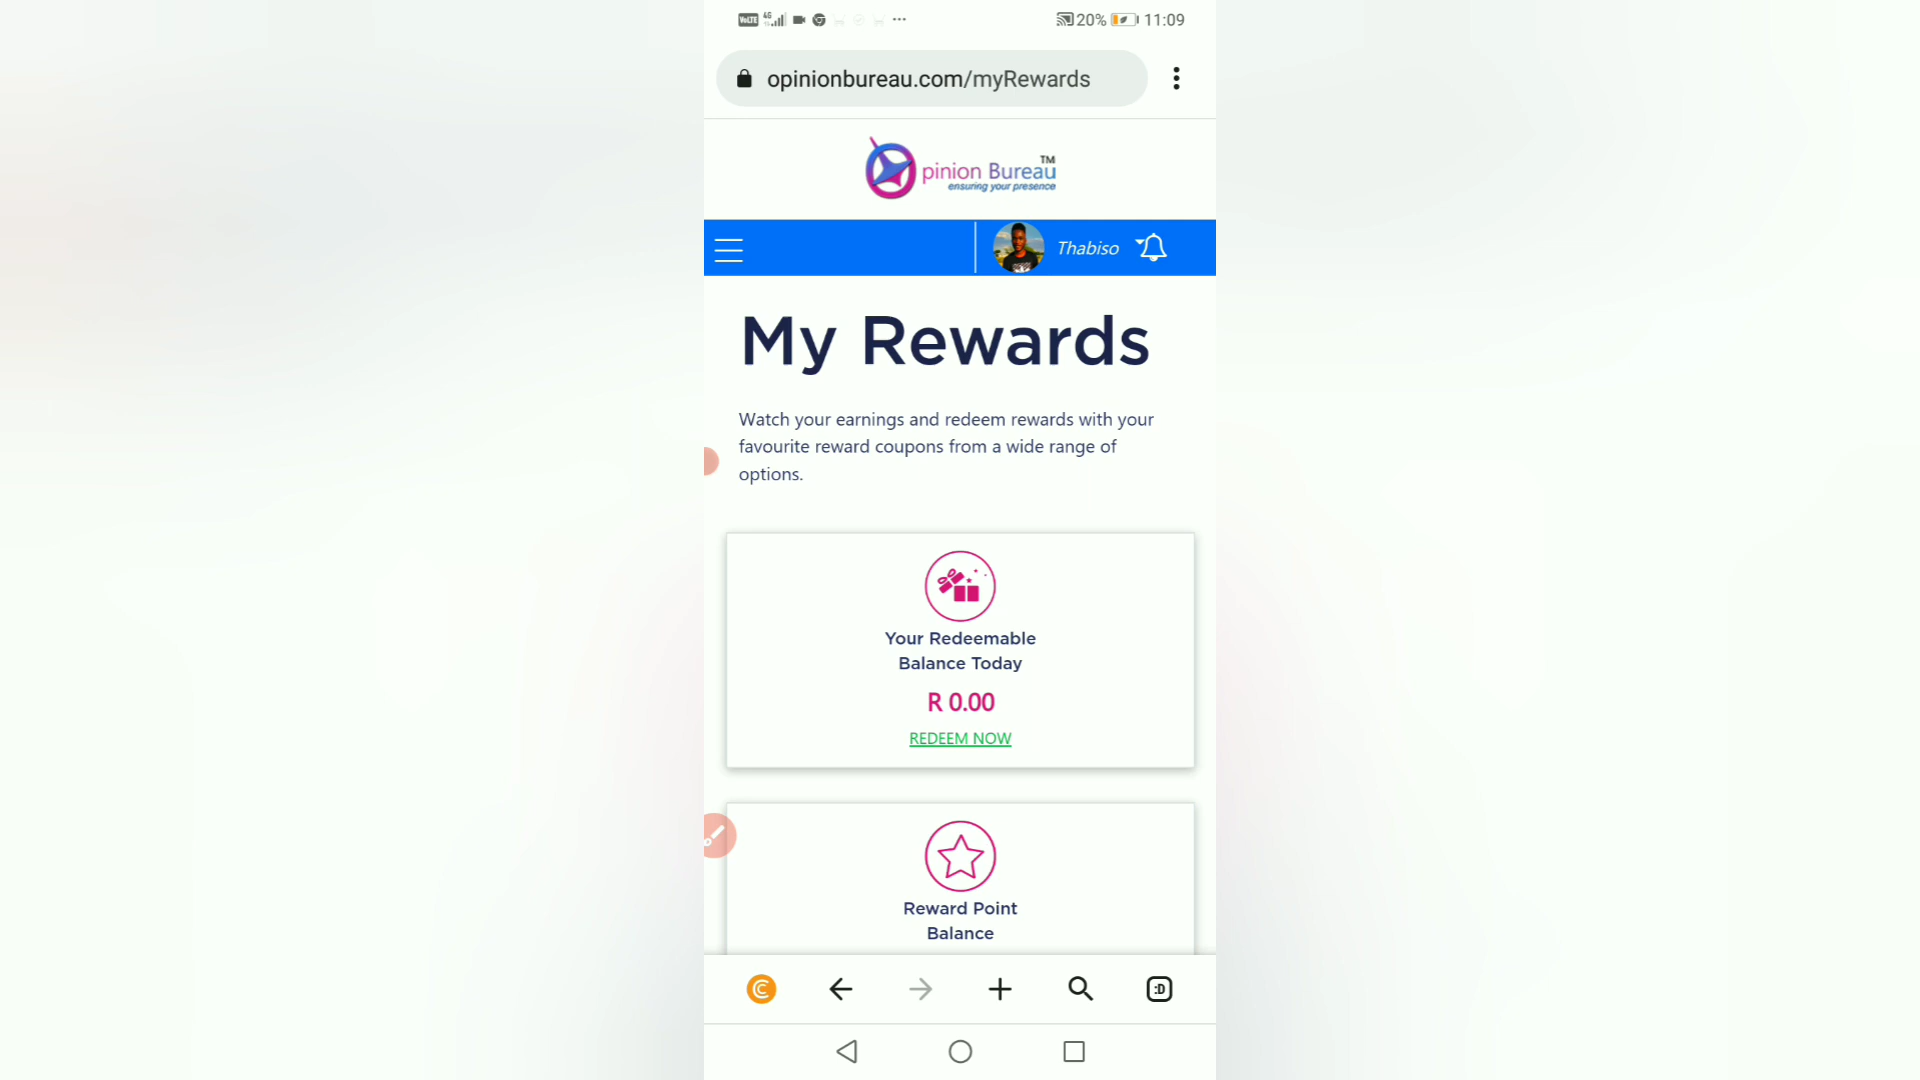 VoLTE 4G 20% 11:09
opinionbureau.com/myRewards
pinion Bureau TM
ensuring your presence
Thabiso
My Rewards
Watch your earnings and redeem rewards with your
favourite reward coupons from a wide range of
options.
Your Redeemable
Balance Today
R 0.00
REDEEM NOW
Reward Point
Balance
:D